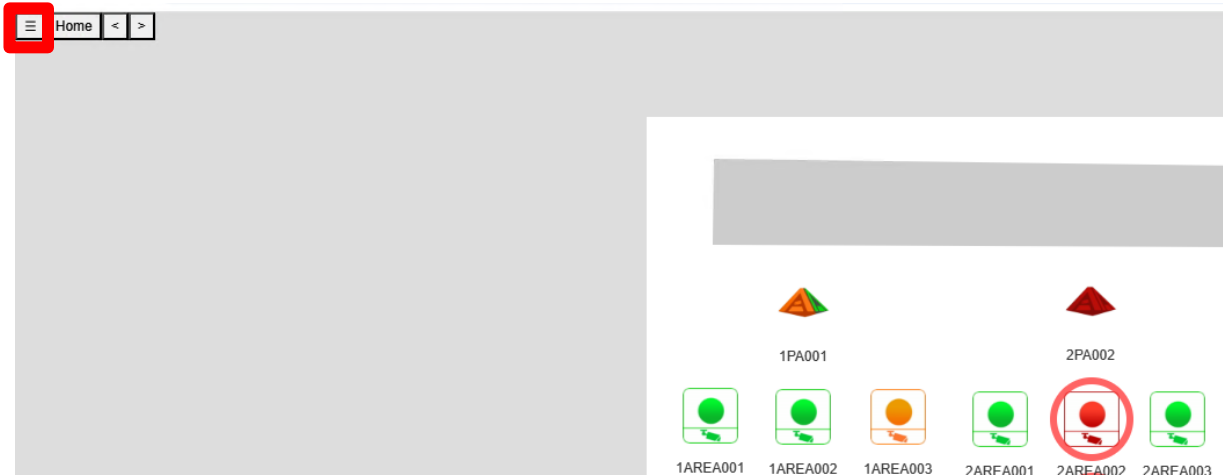 ☰ Home < >
1PA001 2PA002
1AREA001 1AREA002 1AREA003 2AREA001 2AREA002 2AREA003